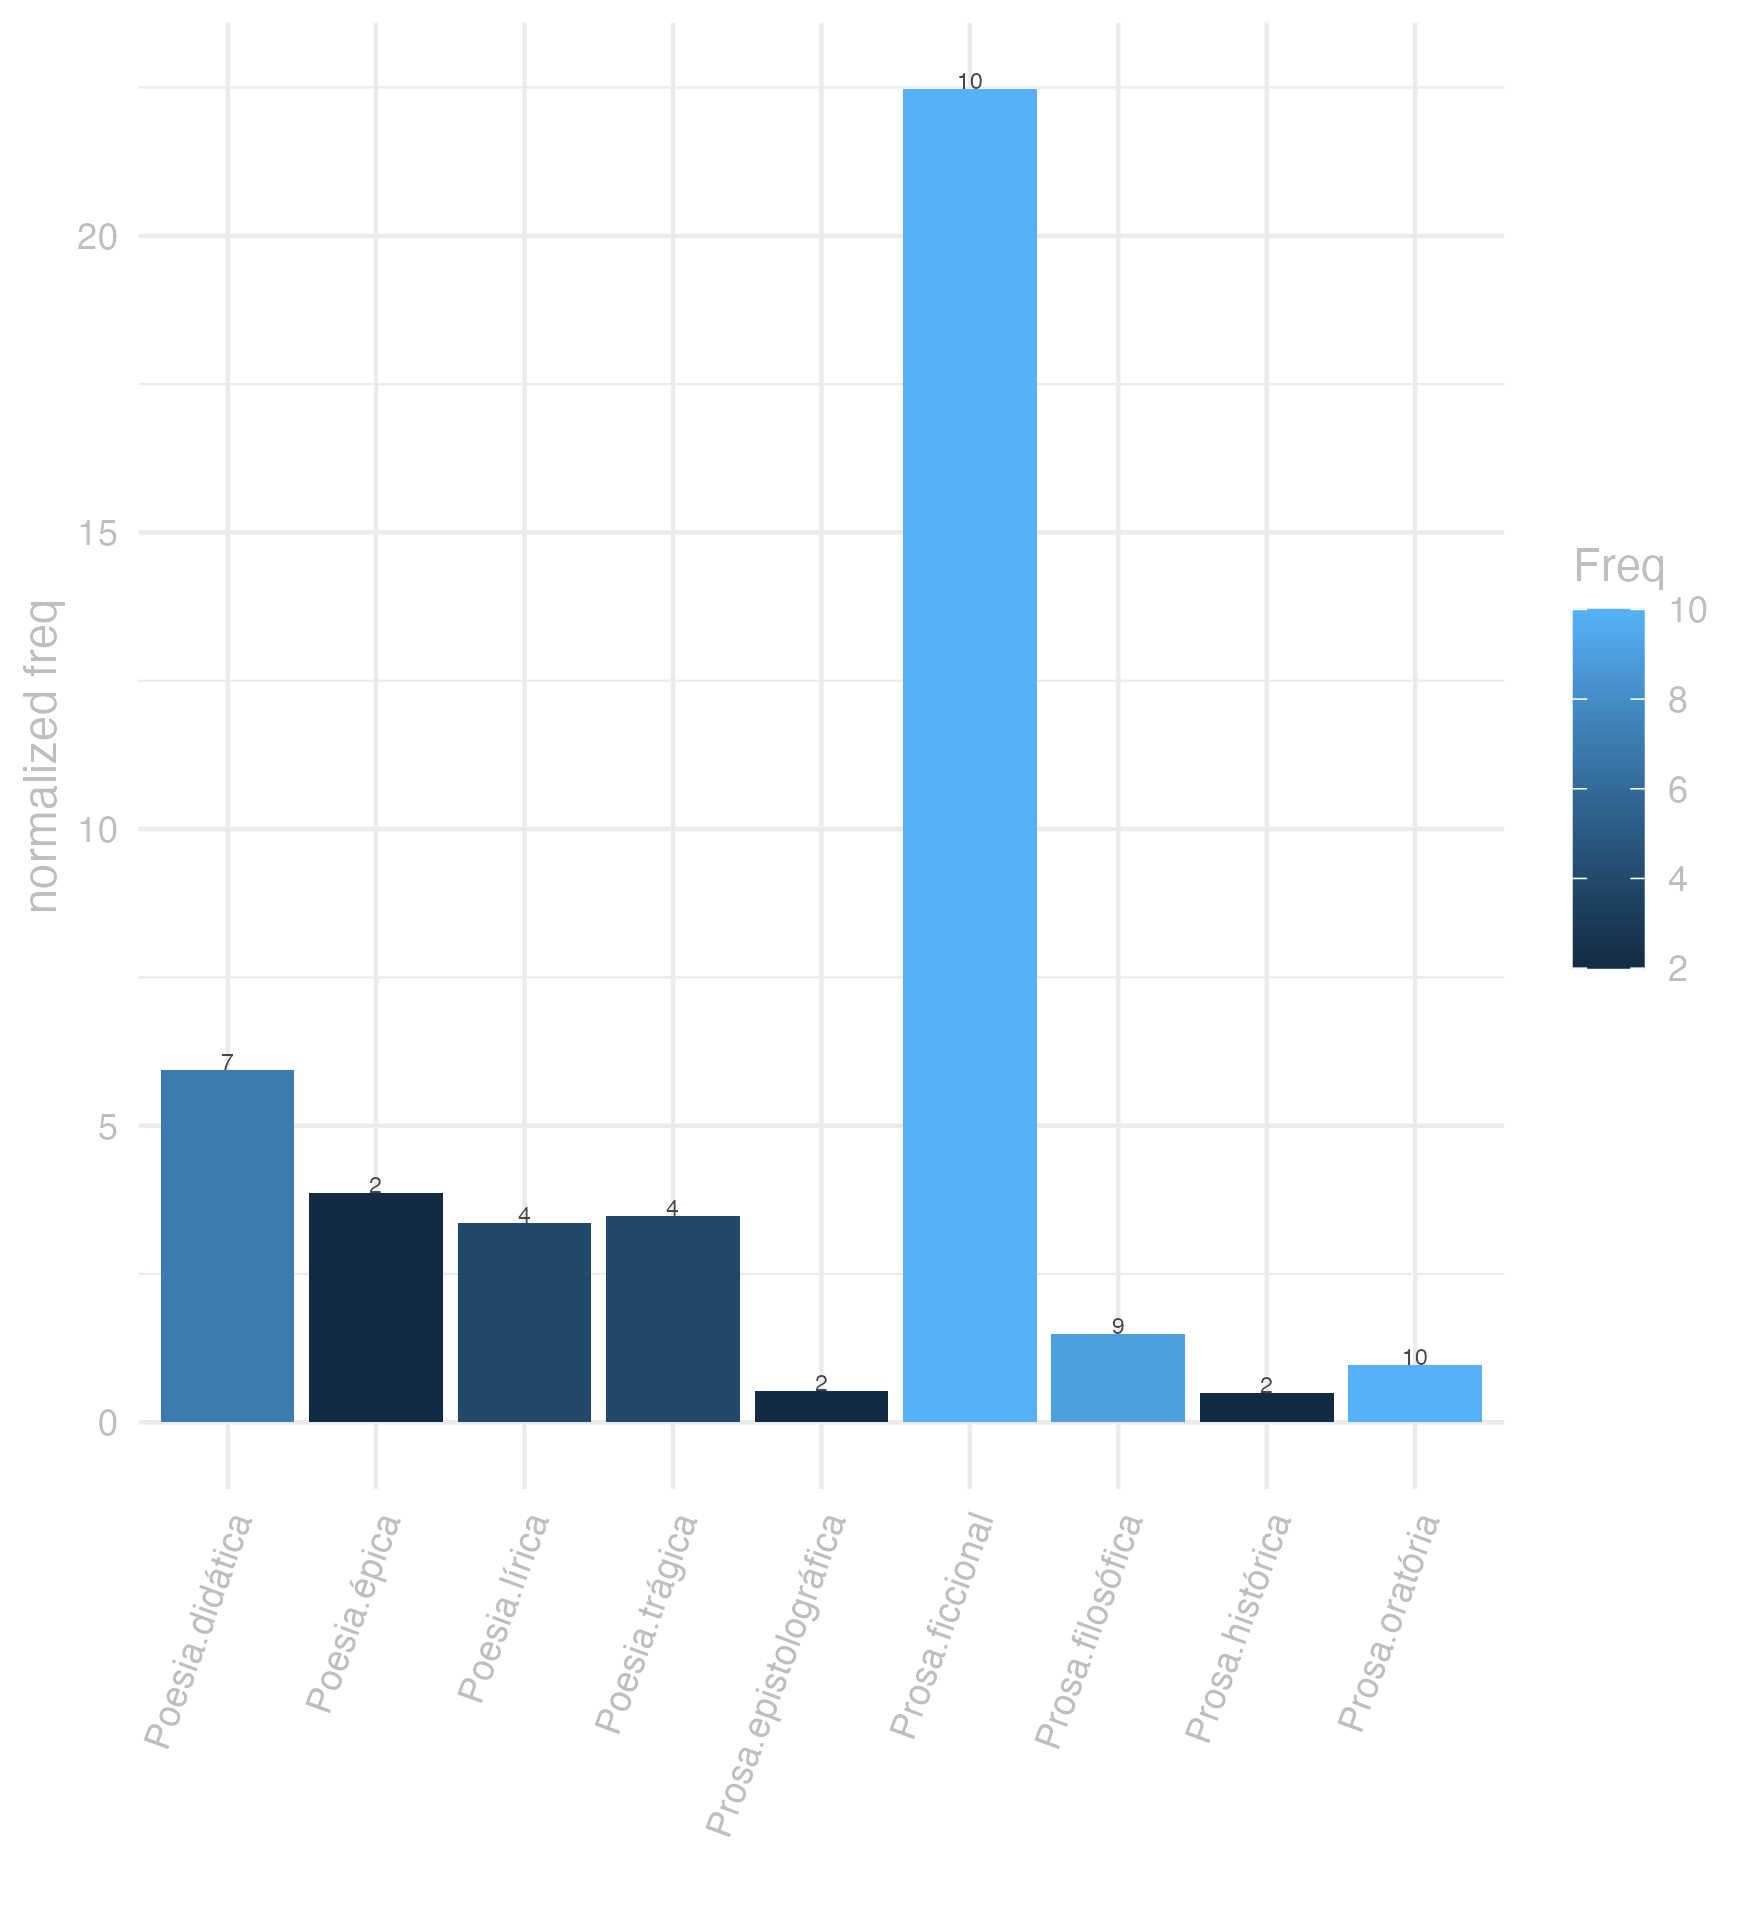 normalized freq
20
15
10
5
0
7
2
4
4
2
10
9
2
10
Poesia.didática
Poesia.épica
Poesia.lírica
Poesia.trágica
Prosa.epistolográfica
Prosa.ficcional
Prosa.filosófica
Prosa.histórica
Prosa.oratória
Freq
10
8
6
4
2